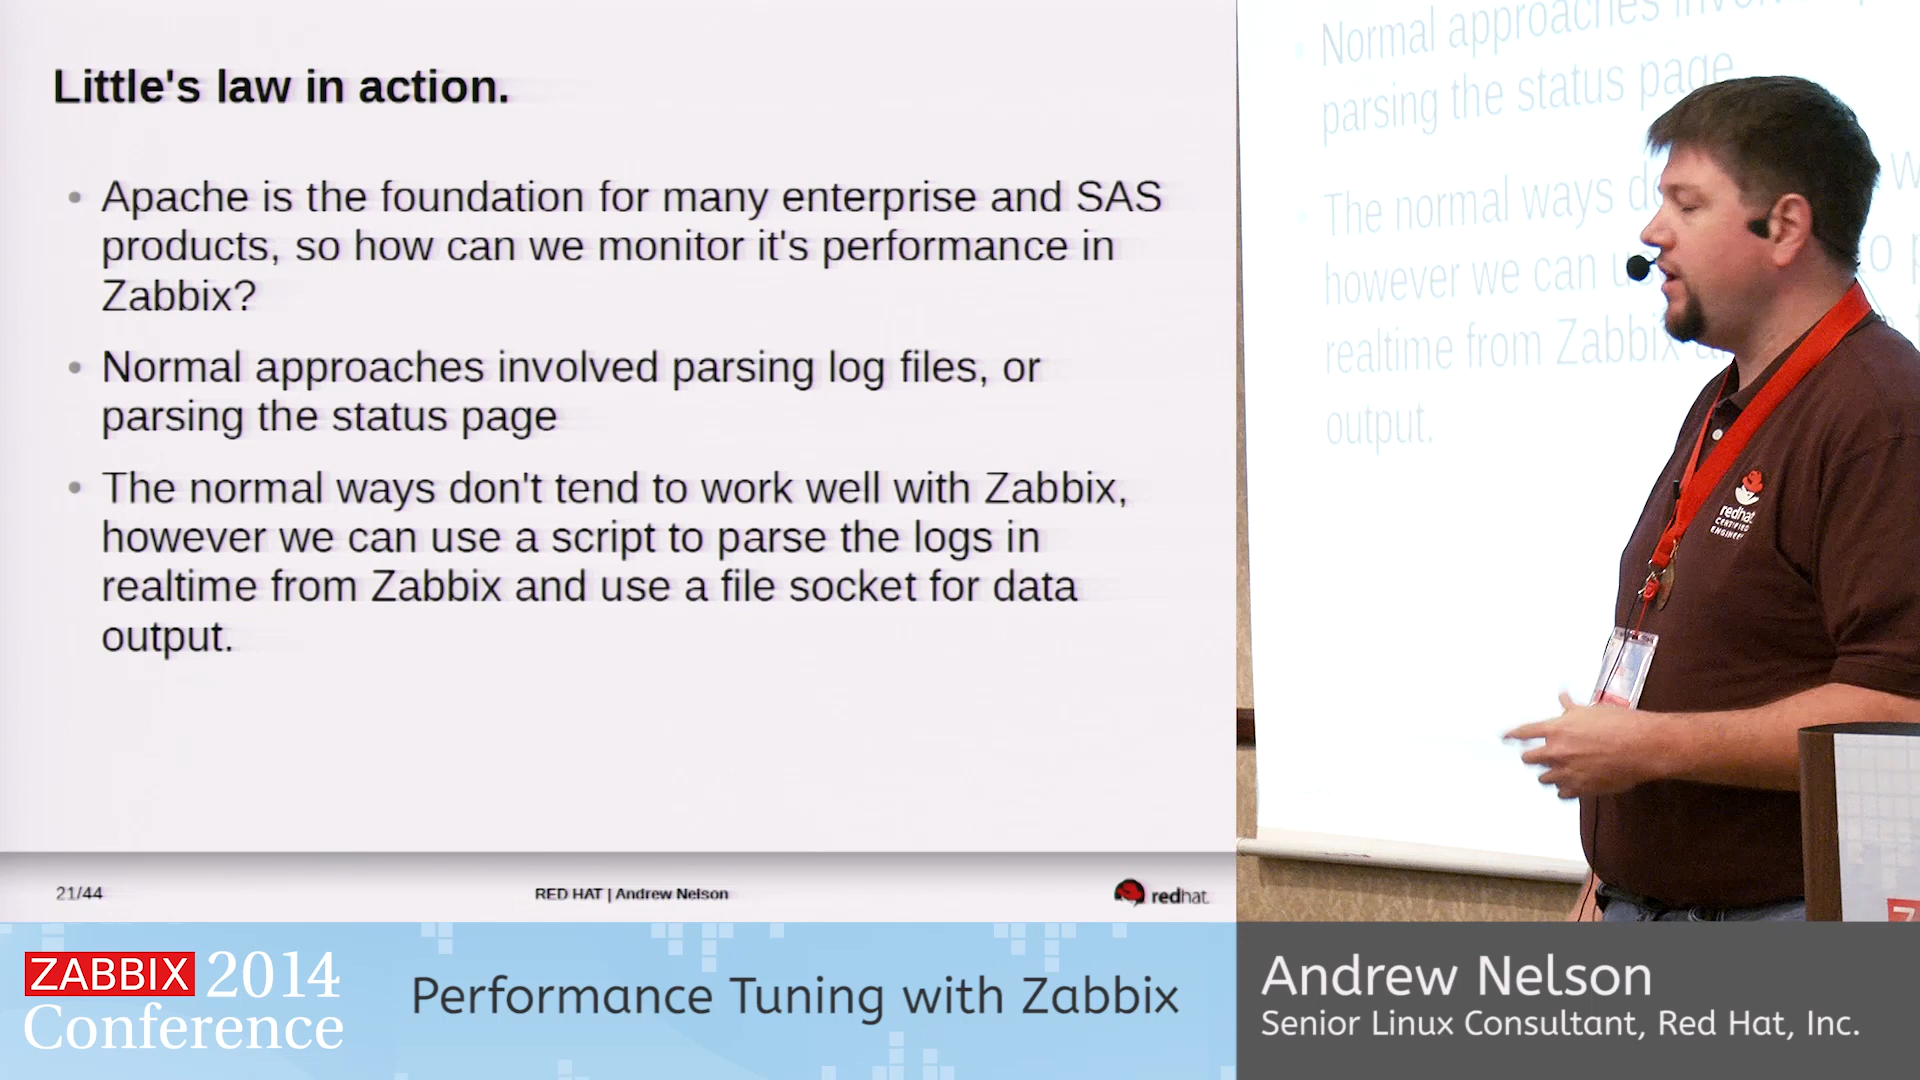 Little's law in action.
Apache is the foundation for many enterprise and SAS
products, so how can we monitor it's performance in
Zabbix?
Normal approaches involved parsing log files, or
parsing the status page
The normal ways don't tend to work well with Zabbix,
however we can use a script to parse the logs in
realtime from Zabbix and use a file socket for data
output.
21/44
RED HAT | Andrew Nelson
redhat.
Normal approaches
parsing the status page
The normal ways
however we can
realtime from Zabbix
output.
redhat.
CERTIFIED
ENGINEER
ZABBIX 2014
Conference
Performance Tuning with Zabbix
Andrew Nelson
Senior Linux Consultant, Red Hat, Inc.